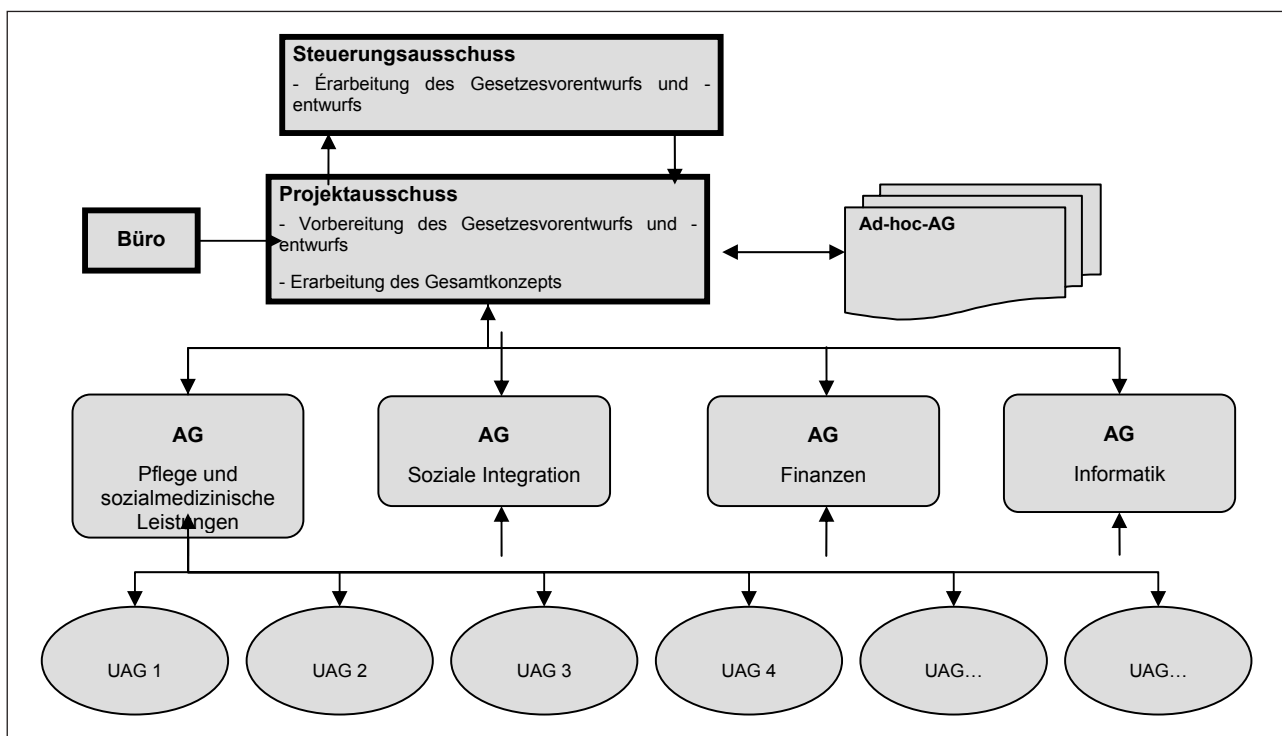 Steuerungsausschuss
- Érarbeitung des Gesetzesvorentwurfs und -
entwurfs
Projektausschuss
- Vorbereitung des Gesetzesvorentwurfs und -
entwurfs
- Erarbeitung des Gesamtkonzepts
Büro
Ad-hoc-AG
AG
Pflege und
sozialmedizinische
Leistungen
AG
Soziale Integration
AG
Finanzen
AG
Informatik
UAG 1
UAG 2
UAG 3
UAG 4
UAG…
UAG…